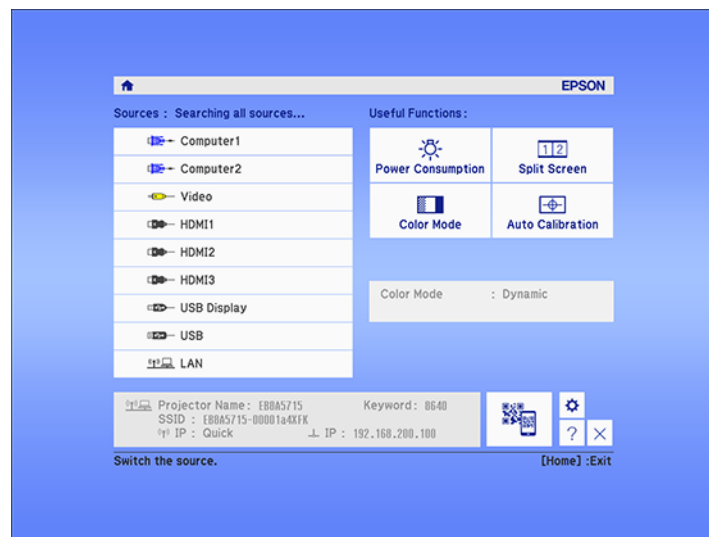 EPSON
Sources : Searching all sources...
Computer1
Computer2
Video
HDMI1
HDMI2
HDMI3
USB Display
USB
LAN
Useful Functions:
Power Consumption
1 2
Split Screen
Color Mode
Auto Calibration
Color Mode : Dynamic
Projector Name: EB8A5715 Keyword: 8640
SSID : EB8A5715-00001a4XFK
IP : Quick IP : 192.168.200.100
?
Switch the source. [Home] :Exit